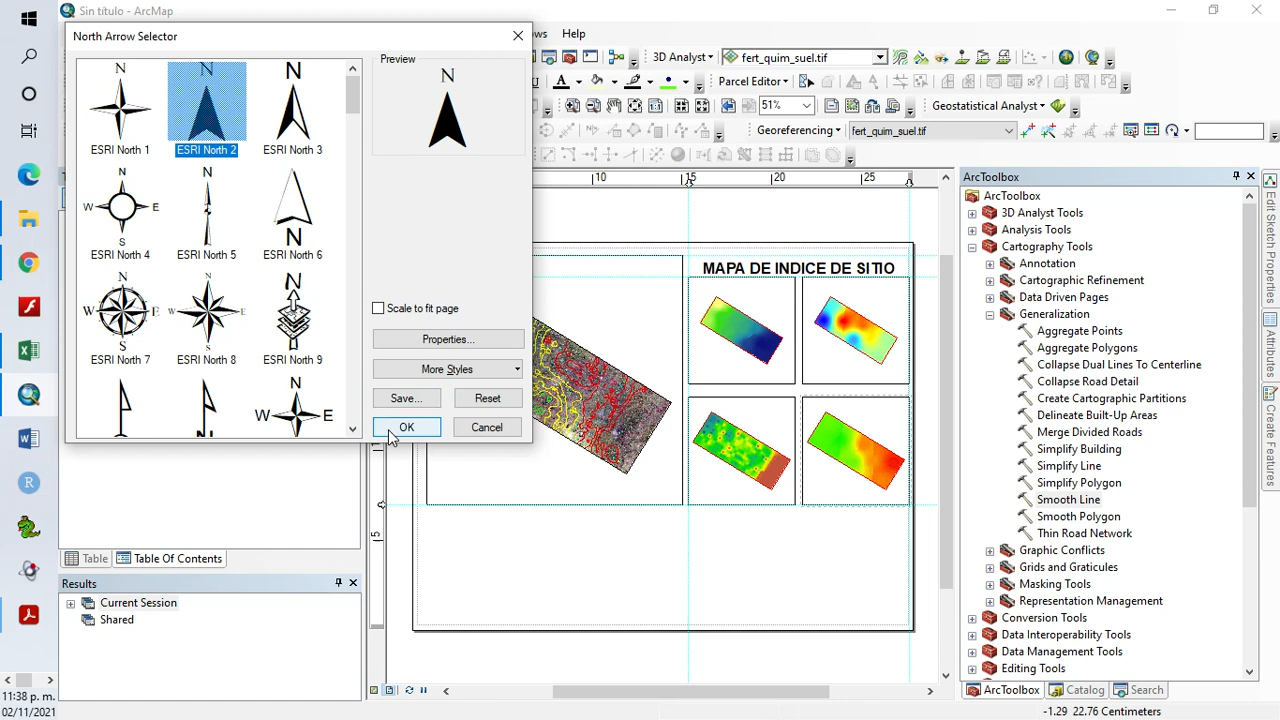 Sin título - ArcMap
North Arrow Selector
ws Help
N N N
ESRI North 1 ESRI North 2 ESRI North 3
N
W E
S
N
ESRI North 4 ESRI North 5 ESRI North 6
N N
W E W E
S S
ESRI North 7 ESRI North 8 ESRI North 9
N
W E
Preview
N
Scale to fit page
Properties...
More Styles
Save... Reset
OK Cancel
3D Analyst fert_quim_suel.tif
Parcel Editor
51% Geostatistical Analyst
Georeferencing fert_quim_suel.tif
10 15 20 25
5
MAPA DE INDICE DE SITIO
ArcToolbox
ArcToolbox
3D Analyst Tools
Analysis Tools
Cartography Tools
Annotation
Cartographic Refinement
Data Driven Pages
Generalization
Aggregate Points
Aggregate Polygons
Collapse Dual Lines To Centerline
Collapse Road Detail
Create Cartographic Partitions
Delineate Built-Up Areas
Merge Divided Roads
Simplify Building
Simplify Line
Simplify Polygon
Smooth Line
Smooth Polygon
Thin Road Network
Graphic Conflicts
Grids and Graticules
Masking Tools
Representation Management
Conversion Tools
Data Interoperability Tools
Data Management Tools
Editing Tools
ArcToolbox Catalog Search
Edit Sketch Properties
Attributes
Create Features
Table Table Of Contents
Results
Current Session
Shared
11:38 p. m.
02/11/2021
-1.29 22.76 Centimeters